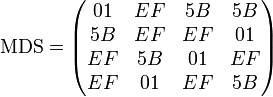 MDS = ( 01 EF 5B 5B
5B EF EF 01
EF 5B 01 EF
EF 01 EF 5B )